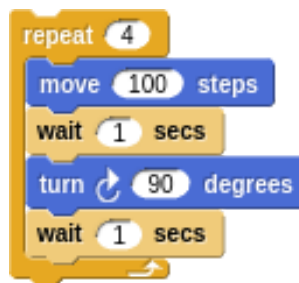 repeat 4
move 100 steps
wait 1 secs
turn 90 degrees
wait 1 secs